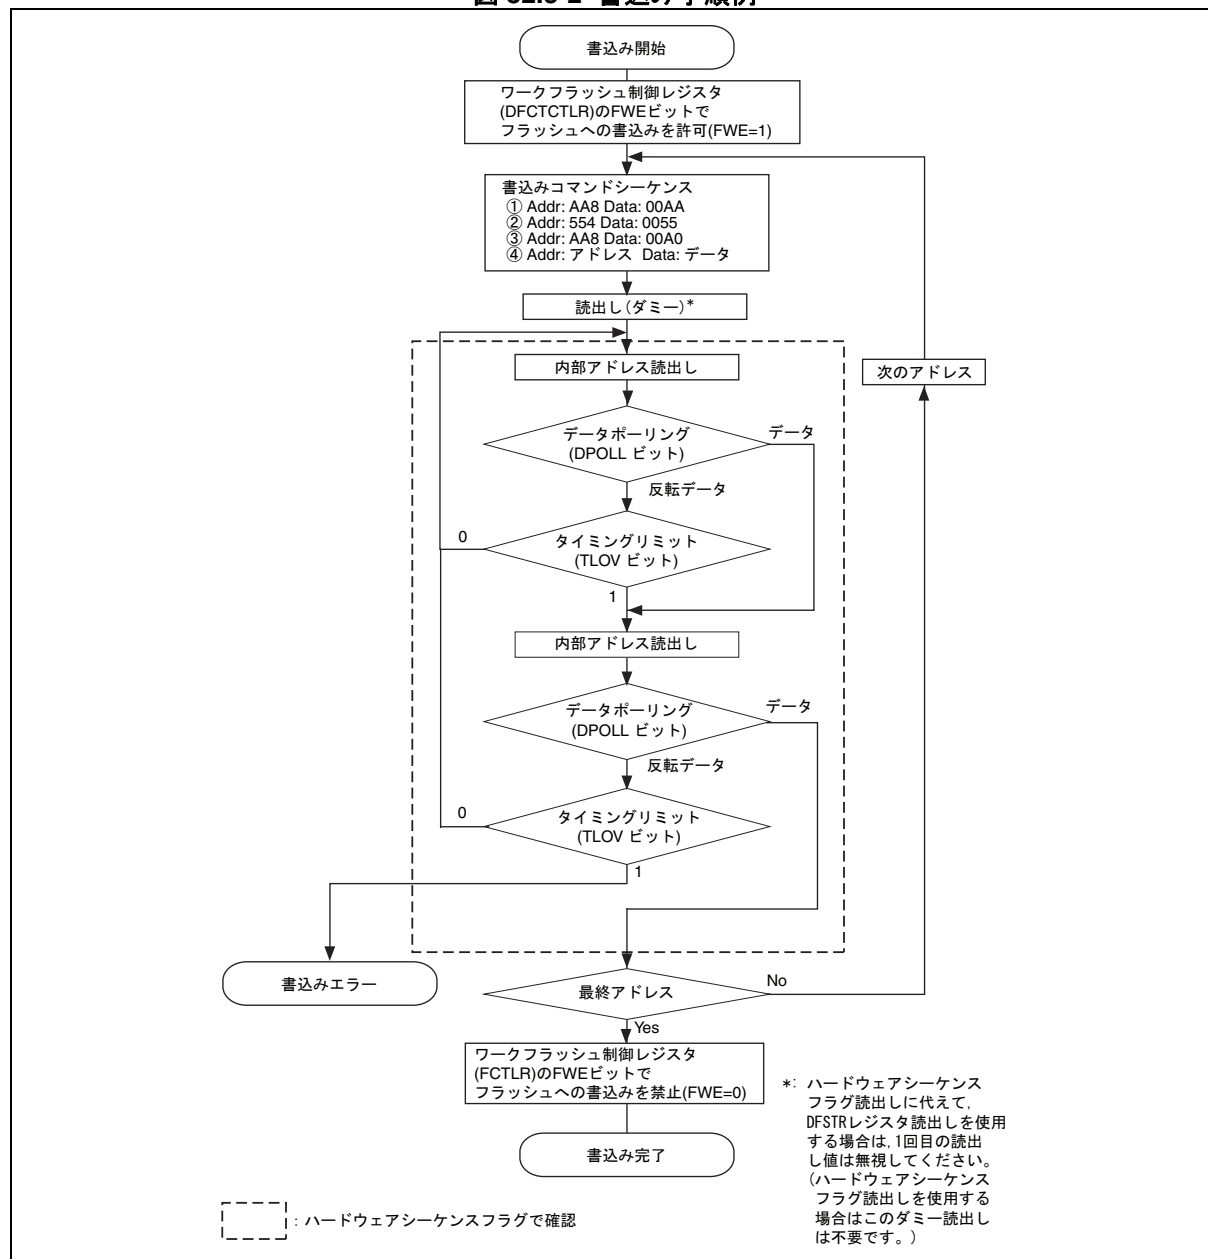 書込み開始
ワークフラッシュ制御レジスタ
(DFCTCTLR)のFWEビットで
フラッシュへの書込みを許可(FWE=1)
書込みコマンドシーケンス
① Addr: AA8 Data: 00AA
② Addr: 554 Data: 0055
③ Addr: AA8 Data: 00A0
④ Addr: アドレス Data: データ
読出し(ダミー)*
内部アドレス読出し
次のアドレス
データポーリング
(DPOLL ビット)
データ
反転データ
0
タイミングリミット
(TLOV ビット)
1
内部アドレス読出し
データポーリング
(DPOLL ビット)
データ
反転データ
0
タイミングリミット
(TLOV ビット)
1
書込みエラー
最終アドレス
No
Yes
ワークフラッシュ制御レジスタ
(FCTLR)のFWEビットで
フラッシュへの書込みを禁止(FWE=0)
書込み完了
*: ハードウェアシーケンス
フラグ読出しに代えて,
DFSTRレジスタ読出しを使用
する場合は,1回目の読出
し値は無視してください。
(ハードウェアシーケンス
フラグ読出しを使用する
場合はこのダミー読出し
は不要です。)
: ハードウェアシーケンスフラグで確認